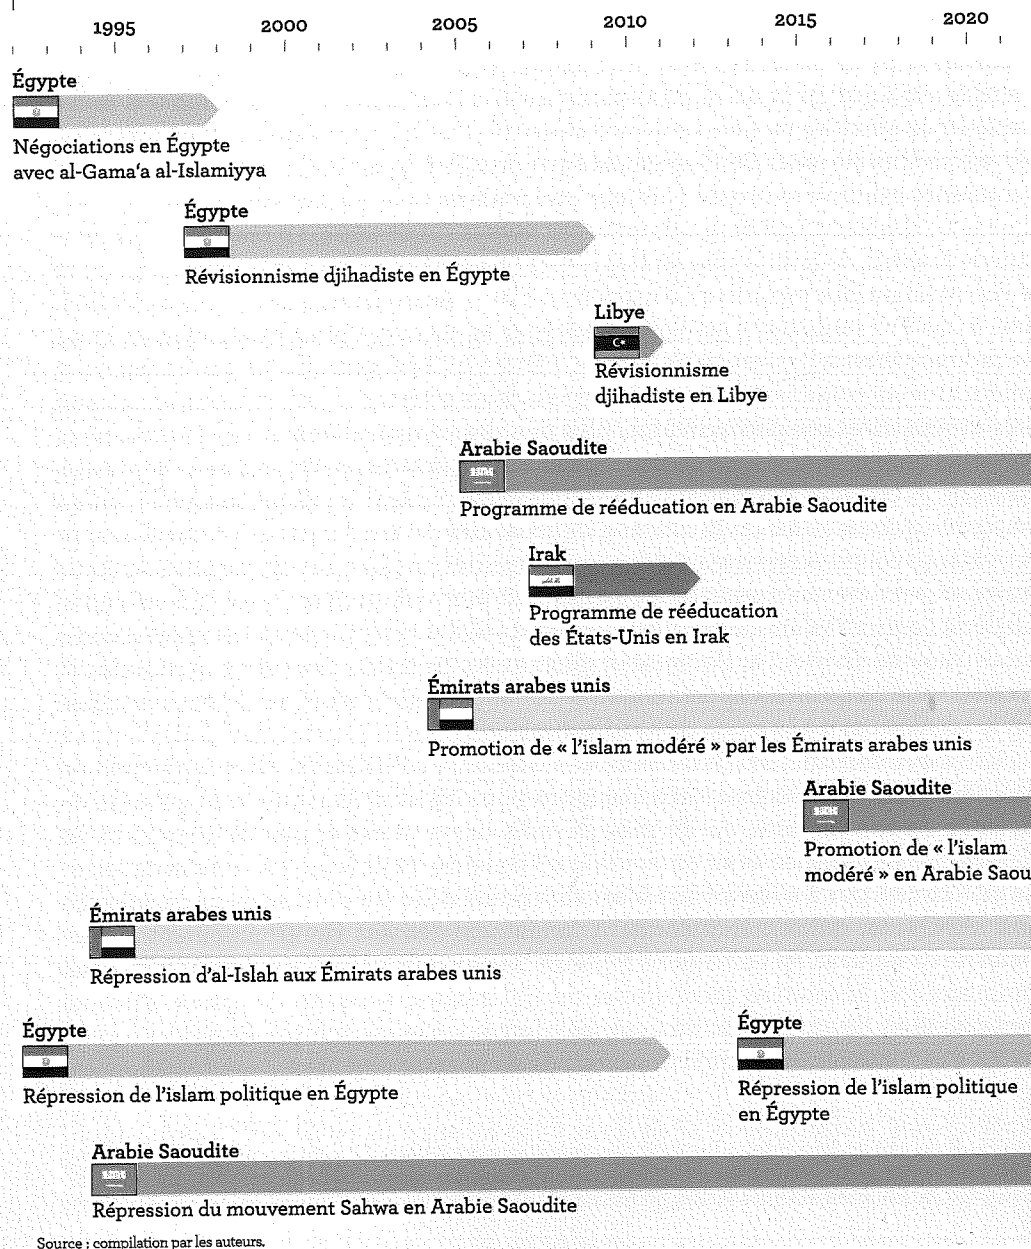 1995 2000 2005 2010 2015 2020
Égypte
Négociations en Égypte
avec al-Gama‘a al-Islamiyya
Égypte
Révisionnisme djihadiste en Égypte
Libye
Révisionnisme
djihadiste en Libye
Arabie Saoudite
Programme de rééducation en Arabie Saoudite
Irak
Programme de rééducation
des États-Unis en Irak
Émirats arabes unis
Promotion de « l’islam modéré » par les Émirats arabes unis
Arabie Saoudite
Promotion de « l’islam
modéré » en Arabie Saou
Émirats arabes unis
Répression d’al-Islah aux Émirats arabes unis
Égypte
Répression de l’islam politique en Égypte
Égypte
Répression de l’islam politique
en Égypte
Arabie Saoudite
Répression du mouvement Sahwa en Arabie Saoudite
Source : compilation par les auteurs.